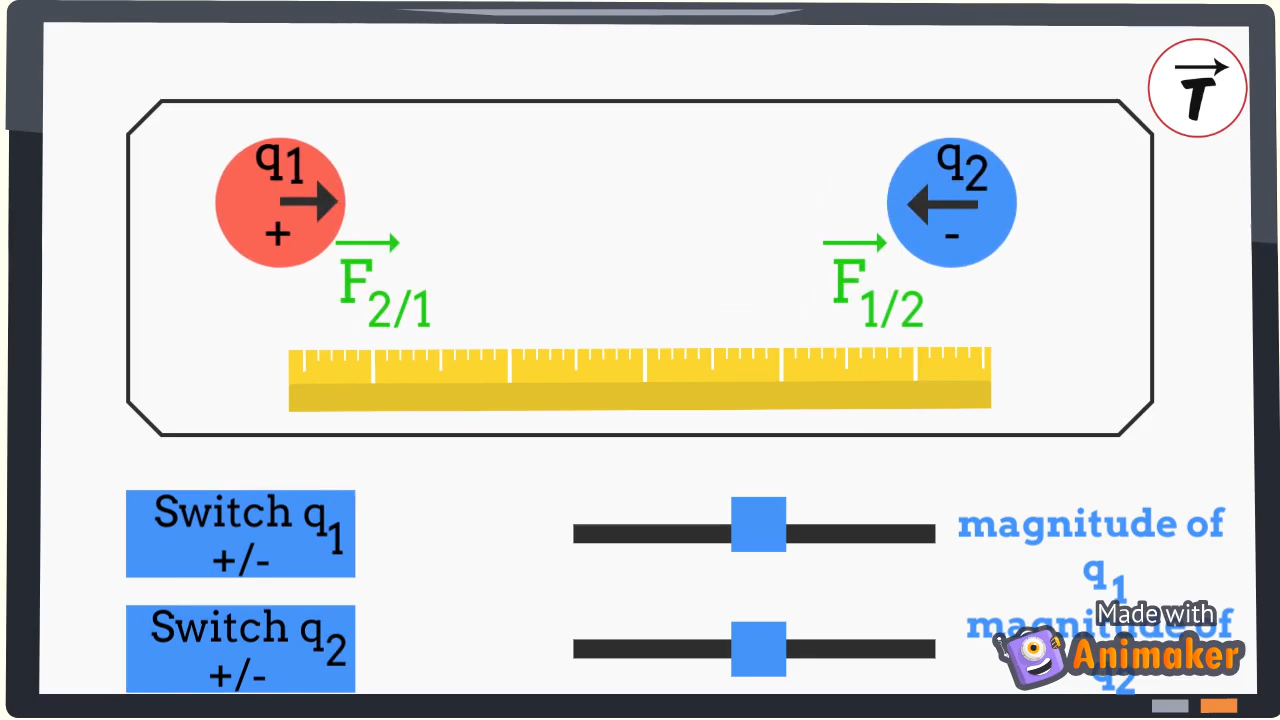 T
q1
+
q2
-
F2/1
F1/2
Switch q1
+/-
magnitude of
q1
Switch q2
+/-
magnitude of
q2
Made with
Animaker